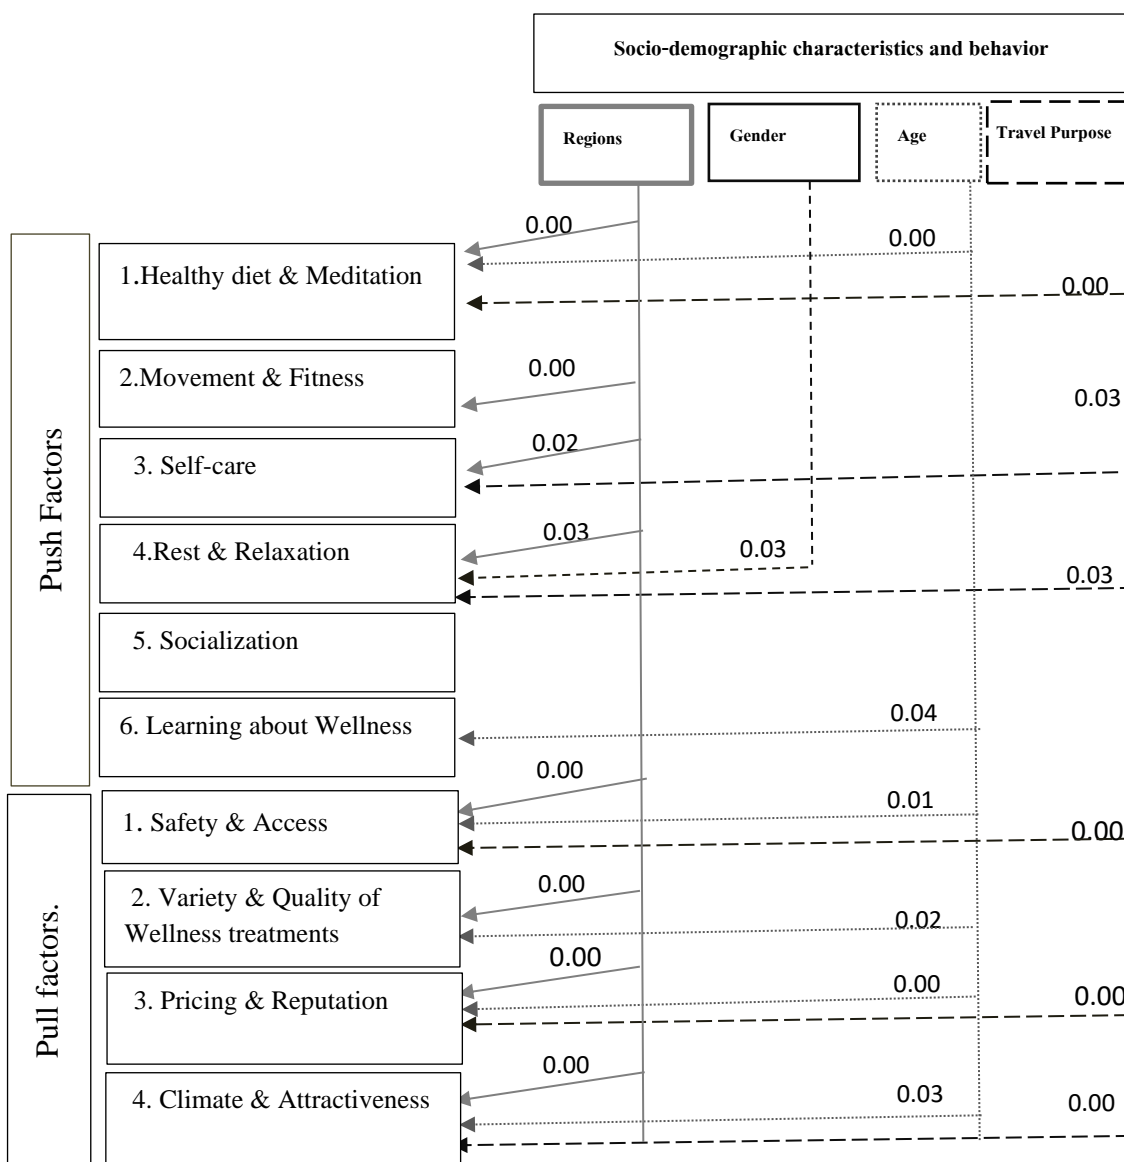 Socio-demographic characteristics and behavior
Regions
Gender
Age
Travel Purpose
0.00
0.00
1.Healthy diet & Meditation
0.00
0.00
2.Movement & Fitness
0.03
0.02
3. Self-care
Push Factors
0.03
0.03
4.Rest & Relaxation
0.03
5. Socialization
0.04
6. Learning about Wellness
0.00
0.01
1. Safety & Access
0.00
0.00
2. Variety & Quality of
Wellness treatments
0.02
Pull factors.
0.00
3. Pricing & Reputation
0.00
0.00
0.00
4. Climate & Attractiveness
0.03
0.00